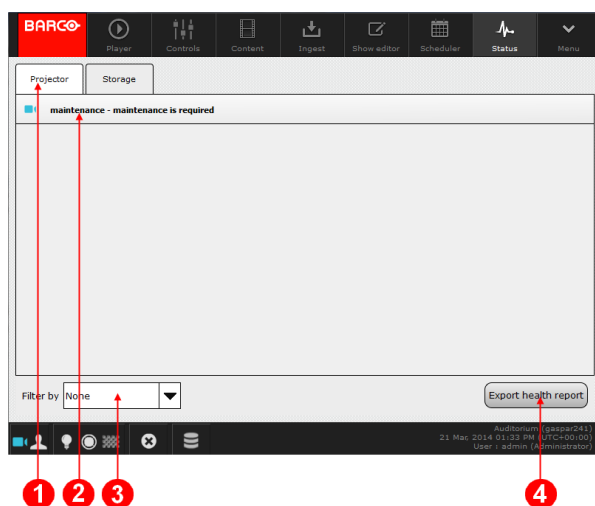 BARCO
Player Controls Content Ingest Show editor Scheduler Status Menu
Projector Storage
maintenance - maintenance is required
Filter by None
Export health report
Auditorium (gaspar241)
21 Mar, 2014 01:33 PM (UTC+00:00)
User : admin (Administrator)
1 2 3 4